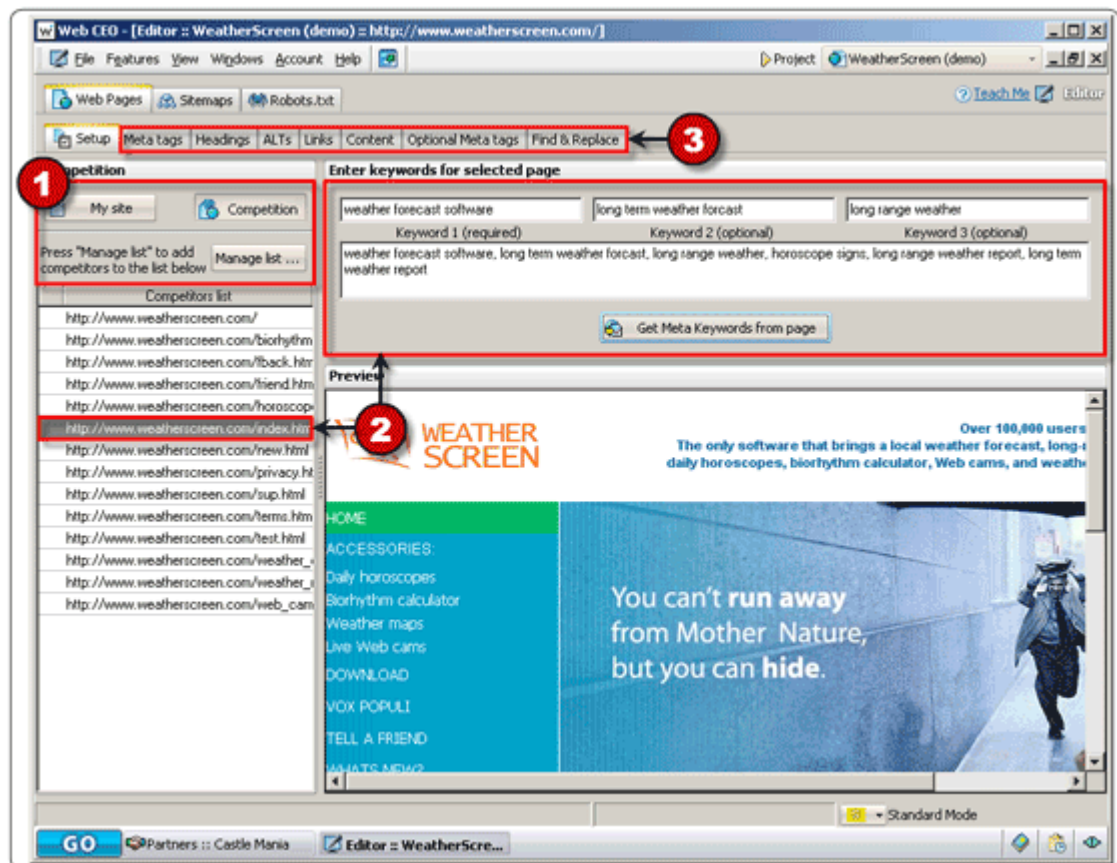 Web CEO - [Editor :: WeatherScreen (demo) :: http://www.weatherscreen.com/]
File Features View Windows Account Help Project WeatherScreen (demo)
Web Pages Sitemaps Robots.txt Teach Me Editor
Setup Meta tags Headings ALTs Links Content Optional Meta tags Find & Replace 3
1
Enter keywords for selected page
My site Competition
weather forecast software long term weather forcast long range weather
Keyword 1 (required) Keyword 2 (optional) Keyword 3 (optional)
Press "Manage list" to add
competitors to the list below
Manage list ...
weather forecast software, long term weather forcast, long range weather, horoscope signs, long range weather report, long term
weather report
Competitors list
Get Meta Keywords from page
http://www.weatherscreen.com/
http://www.weatherscreen.com/biorhythm
http://www.weatherscreen.com/fback.htm
http://www.weatherscreen.com/friend.htm
http://www.weatherscreen.com/horoscop
http://www.weatherscreen.com/index.htm
http://www.weatherscreen.com/new.html
http://www.weatherscreen.com/privacy.ht
http://www.weatherscreen.com/sup.html
http://www.weatherscreen.com/terms.htm
http://www.weatherscreen.com/test.html
http://www.weatherscreen.com/weather_
http://www.weatherscreen.com/weather_
http://www.weatherscreen.com/web_cam
Preview
2
WEATHER
SCREEN
Over 100,000 users
The only software that brings a local weather forecast, long-
daily horoscopes, biorhythm calculator, Web cams, and
HOME
ACCESSORIES:
Daily horoscopes
Biorhythm calculator
Weather maps
Live Web cams
DOWNLOAD
VOX POPULI
TELL A FRIEND
WHATS NEW?
You can't run away
from Mother Nature,
but you can hide.
Standard Mode
GO Partners :: Castle Mania Editor :: WeatherScre...